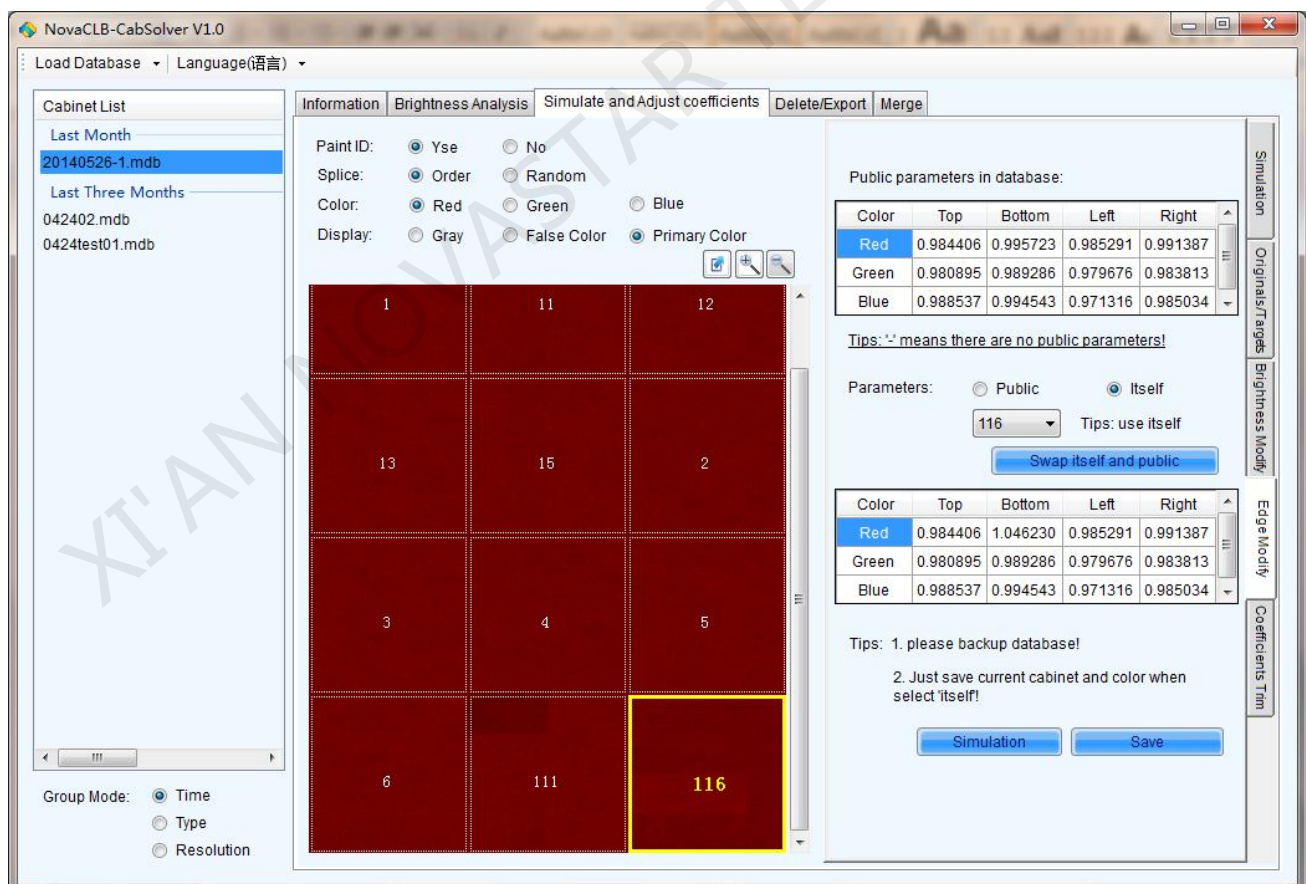 NovaCLB-CabSolver V1.0
Load Database Language(语言)
Cabinet List
Last Month
20140526-1.mdb
Last Three Months
042402.mdb
0424test01.mdb
Group Mode: Time
Type
Resolution
Information Brightness Analysis Simulate and Adjust coefficients Delete/Export Merge
Paint ID: Yse No
Splice: Order Random
Color: Red Green Blue
Display: Gray False Color Primary Color
1 11 12
13 15 2
3 4 5
6 111 116
Public parameters in database:
Color Top Bottom Left Right
Red 0.984406 0.995723 0.985291 0.991387
Green 0.980895 0.989286 0.979676 0.983813
Blue 0.988537 0.994543 0.971316 0.985034
Tips: '-' means there are no public parameters!
Parameters: Public Itself
116 Tips: use itself
Swap itself and public
Color Top Bottom Left Right
Red 0.984406 1.046230 0.985291 0.991387
Green 0.980895 0.989286 0.979676 0.983813
Blue 0.988537 0.994543 0.971316 0.985034
Tips: 1. please backup database!
2. Just save current cabinet and color when
select 'itself'!
Simulation Save
Simulation
Originals/Targets
Brightness Modify
Edge Modify
Coefficients Trim
XI'AN NOVASTAR TE